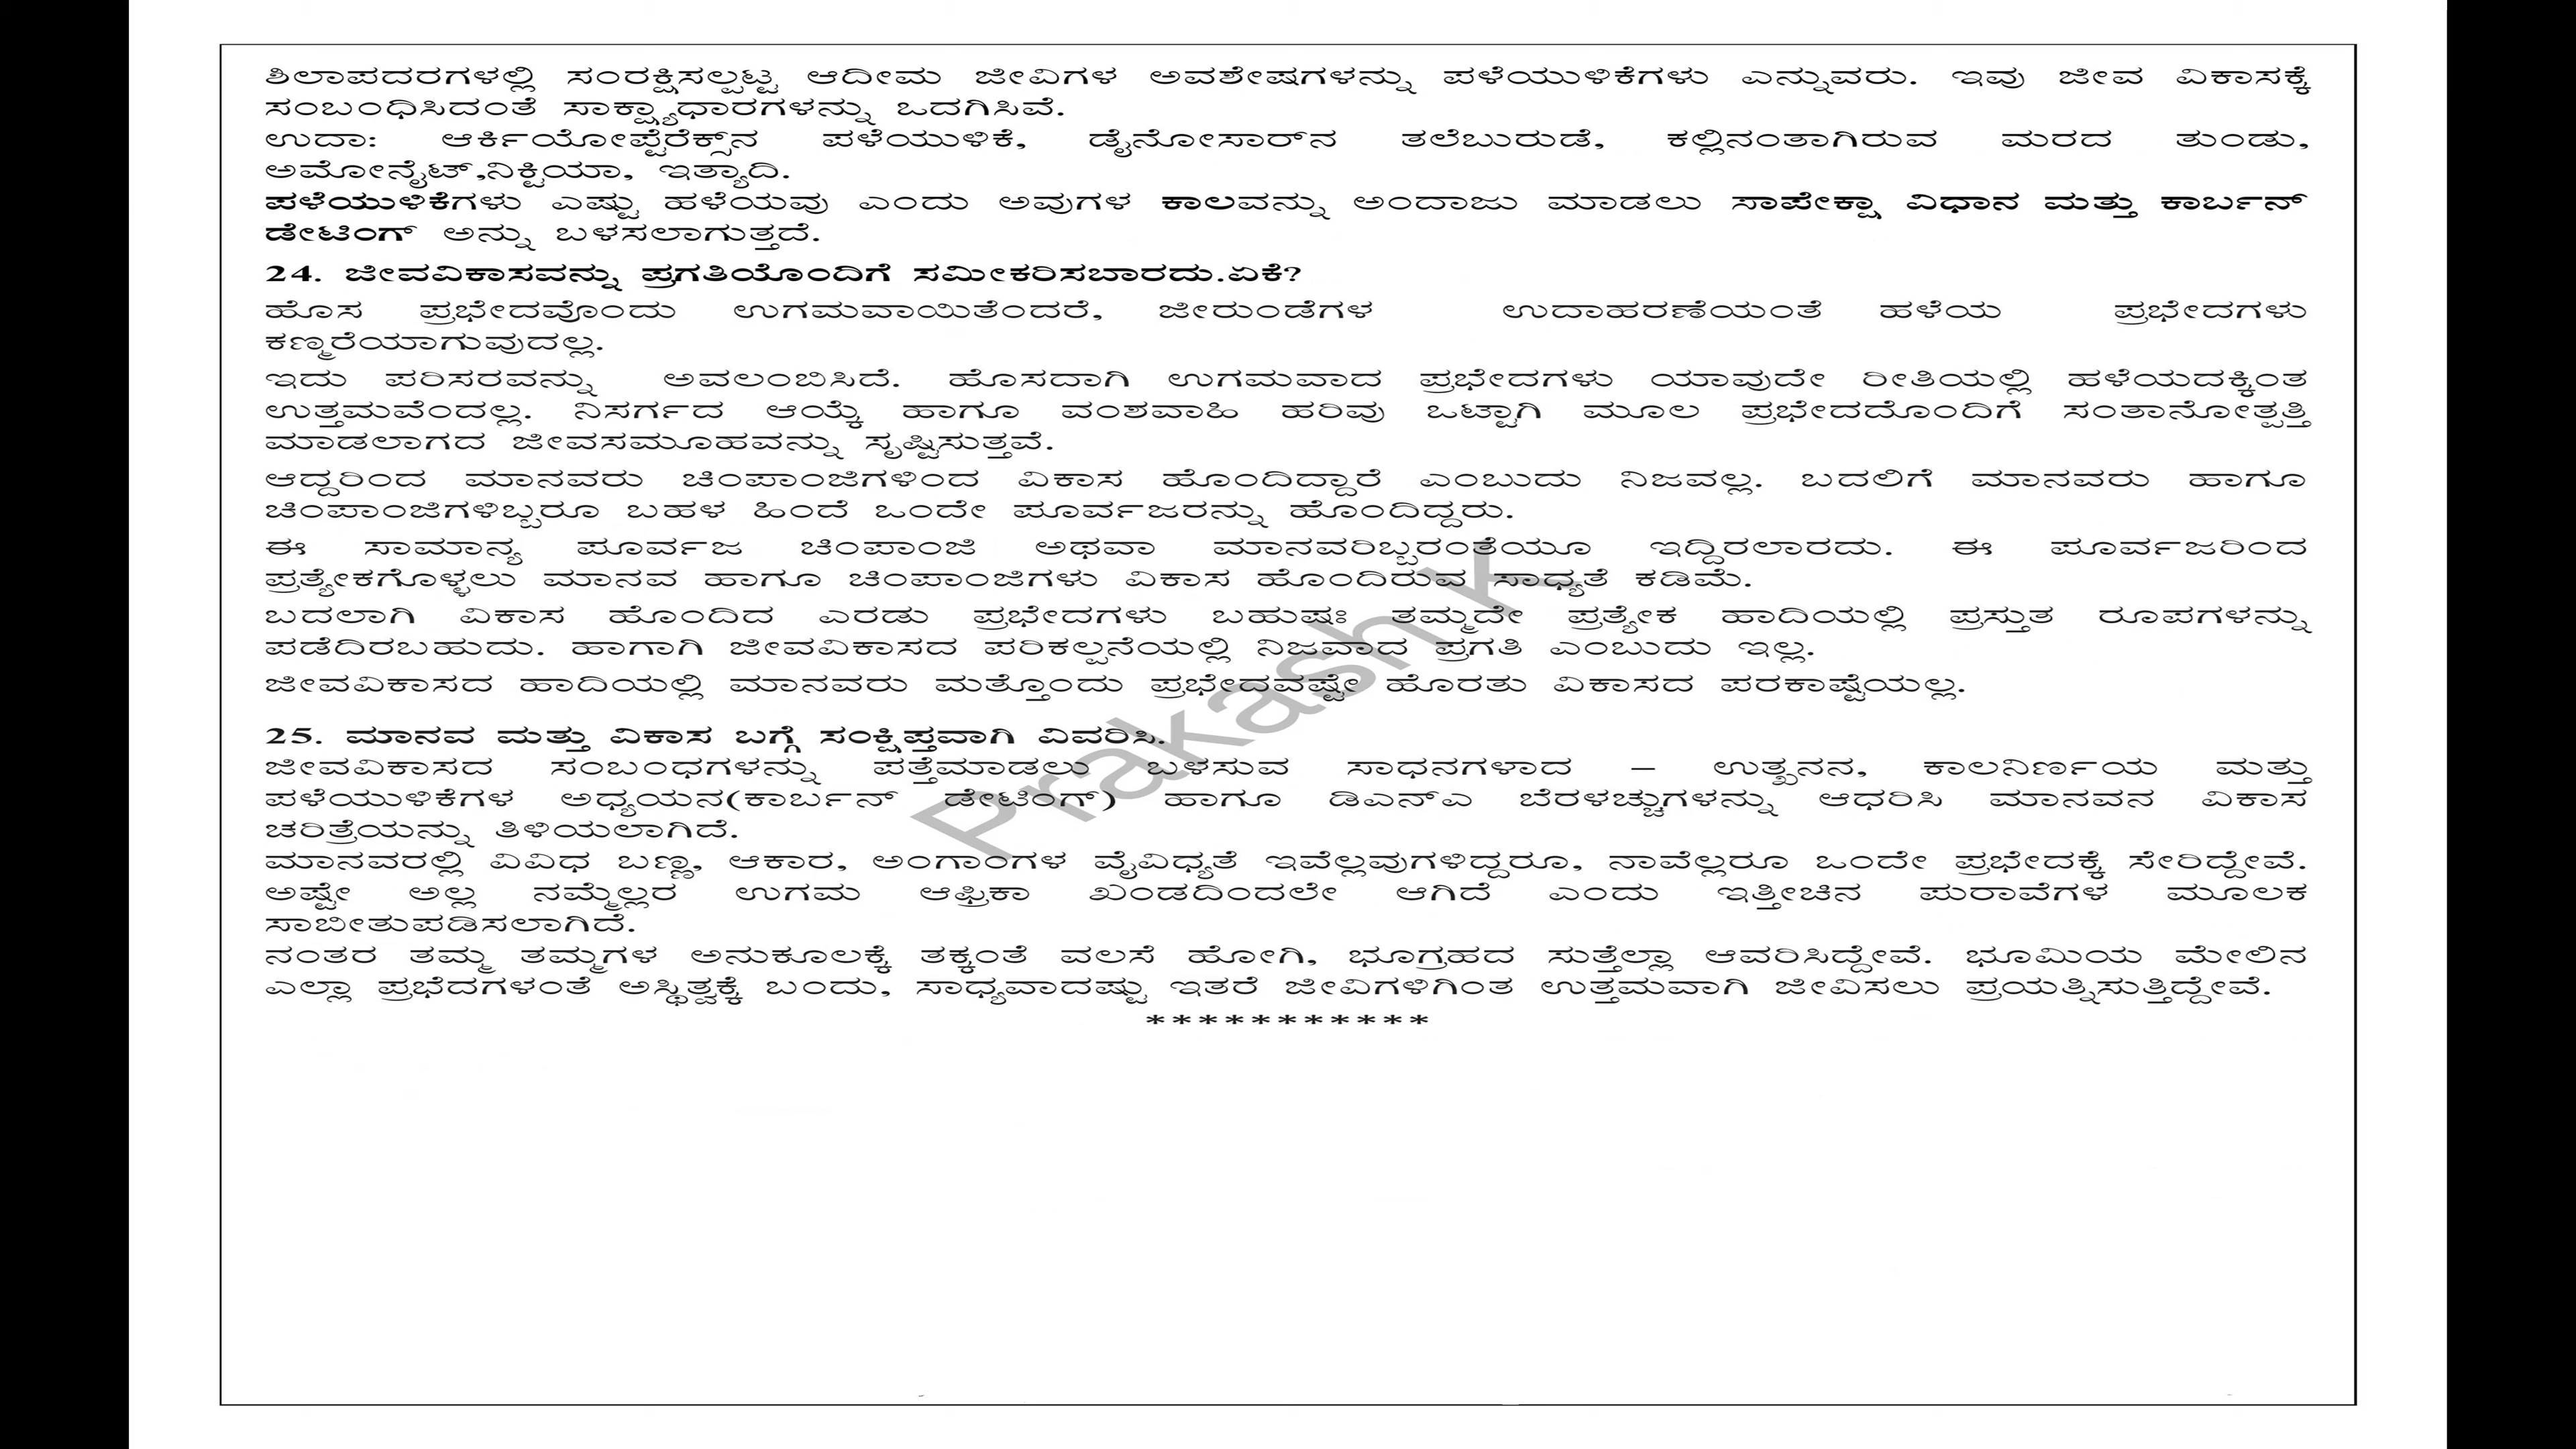 ಶಿಲಾಪದರಗಳಲ್ಲಿ ಸಂರಕ್ಷಿಸಲ್ಪಟ್ಟ ಆದೀಮ ಜೀವಿಗಳ ಅವಶೇಷಗಳನ್ನು ಪಳೆಯುಳಿಕೆಗಳು ಎನ್ನುವರು. ಇವು ಜೀವ ವಿಕಾಸಕ್ಕೆ
ಸಂಬಂಧಿಸಿದಂತೆ ಸಾಕ್ಷ್ಯಾಧಾರಗಳನ್ನು ಒದಗಿಸಿವೆ.
ಉದಾ: ಆರ್ಕಿಯೋಪ್ಟೆರೆಕ್ಸ್‌ನ ಪಳೆಯುಳಿಕೆ, ಡೈನೋಸಾರ್‌ನ ತಲೆಬುರುಡೆ, ಕಲ್ಲಿನಂತಾಗಿರುವ ಮರದ ತುಂಡು,
ಅಮೋನೈಟ್,ನಿಕ್ಟಿಯಾ, ಇತ್ಯಾದಿ.
ಪಳೆಯುಳಿಕೆಗಳು ಎಷ್ಟು ಹಳೆಯವು ಎಂದು ಅವುಗಳ ಕಾಲವನ್ನು ಅಂದಾಜು ಮಾಡಲು ಸಾಪೇಕ್ಷಾ ವಿಧಾನ ಮತ್ತು ಕಾರ್ಬನ್
ಡೇಟಿಂಗ್ ಅನ್ನು ಬಳಸಲಾಗುತ್ತದೆ.
24. ಜೀವವಿಕಾಸವನ್ನು ಪ್ರಗತಿಯೊಂದಿಗೆ ಸಮೀಕರಿಸಬಾರದು.ಏಕೆ?
ಹೊಸ ಪ್ರಭೇದವೊಂದು ಉಗಮವಾಯಿತೆಂದರೆ, ಜೀರುಂಡೆಗಳ ಉದಾಹರಣೆಯಂತೆ ಹಳೆಯ ಪ್ರಭೇದಗಳು
ಕಣ್ಮರೆಯಾಗುವುದಲ್ಲ.
ಇದು ಪರಿಸರವನ್ನು ಅವಲಂಬಿಸಿದೆ. ಹೊಸದಾಗಿ ಉಗಮವಾದ ಪ್ರಭೇದಗಳು ಯಾವುದೇ ರೀತಿಯಲ್ಲಿ ಹಳೆಯದಕ್ಕಿಂತ
ಉತ್ತಮವೆಂದಲ್ಲ. ನಿಸರ್ಗದ ಆಯ್ಕೆ ಹಾಗೂ ವಂಶವಾಹಿ ಹರಿವು ಒಟ್ಟಾಗಿ ಮೂಲ ಪ್ರಭೇದದೊಂದಿಗೆ ಸಂತಾನೋತ್ಪತ್ತಿ
ಮಾಡಲಾಗದ ಜೀವಸಮೂಹವನ್ನು ಸೃಷ್ಟಿಸುತ್ತವೆ.
ಆದ್ದರಿಂದ ಮಾನವರು ಚಿಂಪಾಂಜಿಗಳಿಂದ ವಿಕಾಸ ಹೊಂದಿದ್ದಾರೆ ಎಂಬುದು ನಿಜವಲ್ಲ. ಬದಲಿಗೆ ಮಾನವರು ಹಾಗೂ
ಚಿಂಪಾಂಜಿಗಳಿಬ್ಬರೂ ಬಹಳ ಹಿಂದೆ ಒಂದೇ ಪೂರ್ವಜರನ್ನು ಹೊಂದಿದ್ದರು.
ಈ ಸಾಮಾನ್ಯ ಪೂರ್ವಜ ಚಿಂಪಾಂಜಿ ಅಥವಾ ಮಾನವರಿಬ್ಬರಂತೆಯೂ ಇದ್ದಿರಲಾರದು. ಈ ಪೂರ್ವಜರಿಂದ
ಪ್ರತ್ಯೇಕಗೊಳ್ಳಲು ಮಾನವ ಹಾಗೂ ಚಿಂಪಾಂಜಿಗಳು ವಿಕಾಸ ಹೊಂದಿರುವ ಸಾಧ್ಯತೆ ಕಡಿಮೆ.
ಬದಲಾಗಿ ವಿಕಾಸ ಹೊಂದಿದ ಎರಡು ಪ್ರಭೇದಗಳು ಬಹುಷಃ ತಮ್ಮದೇ ಪ್ರತ್ಯೇಕ ಹಾದಿಯಲ್ಲಿ ಪ್ರಸ್ತುತ ರೂಪಗಳನ್ನು
ಪಡೆದಿರಬಹುದು. ಹಾಗಾಗಿ ಜೀವವಿಕಾಸದ ಪರಿಕಲ್ಪನೆಯಲ್ಲಿ ನಿಜವಾದ ಪ್ರಗತಿ ಎಂಬುದು ಇಲ್ಲ.
ಜೀವವಿಕಾಸದ ಹಾದಿಯಲ್ಲಿ ಮಾನವರು ಮತ್ತೊಂದು ಪ್ರಭೇದವಷ್ಟೇ ಹೊರತು ವಿಕಾಸದ ಪರಕಾಷ್ಟೆಯಲ್ಲ.
25. ಮಾನವ ಮತ್ತು ವಿಕಾಸ ಬಗ್ಗೆ ಸಂಕ್ಷಿಪ್ತವಾಗಿ ವಿವರಿಸಿ.
ಜೀವವಿಕಾಸದ ಸಂಬಂಧಗಳನ್ನು ಪತ್ತೆಮಾಡಲು ಬಳಸುವ ಸಾಧನಗಳಾದ – ಉತ್ಖನನ, ಕಾಲನಿರ್ಣಯ ಮತ್ತು
ಪಳೆಯುಳಿಕೆಗಳ ಅಧ್ಯಯನ(ಕಾರ್ಬನ್ ಡೇಟಿಂಗ್) ಹಾಗೂ ಡಿಎನ್ಎ ಬೆರಳಚ್ಚುಗಳನ್ನು ಆಧರಿಸಿ ಮಾನವನ ವಿಕಾಸ
ಚರಿತ್ರೆಯನ್ನು ತಿಳಿಯಲಾಗಿದೆ.
ಮಾನವರಲ್ಲಿ ವಿವಿಧ ಬಣ್ಣ, ಆಕಾರ, ಅಂಗಾಂಗಳ ವೈವಿಧ್ಯತೆ ಇವೆಲ್ಲವುಗಳಿದ್ದರೂ, ನಾವೆಲ್ಲರೂ ಒಂದೇ ಪ್ರಭೇದಕ್ಕೆ ಸೇರಿದ್ದೇವೆ.
ಅಷ್ಟೇ ಅಲ್ಲ ನಮ್ಮೆಲ್ಲರ ಉಗಮ ಆಫ್ರಿಕಾ ಖಂಡದಿಂದಲೇ ಆಗಿದೆ ಎಂದು ಇತ್ತೀಚಿನ ಪುರಾವೆಗಳ ಮೂಲಕ
ಸಾಬೀತುಪಡಿಸಲಾಗಿದೆ.
ನಂತರ ತಮ್ಮ ತಮ್ಮಗಳ ಅನುಕೂಲಕ್ಕೆ ತಕ್ಕಂತೆ ವಲಸೆ ಹೋಗಿ, ಭೂಗ್ರಹದ ಸುತ್ತೆಲ್ಲಾ ಆವರಿಸಿದ್ದೇವೆ. ಭೂಮಿಯ ಮೇಲಿನ
ಎಲ್ಲಾ ಪ್ರಭೆದಗಳಂತೆ ಅಸ್ಥಿತ್ವಕ್ಕೆ ಬಂದು, ಸಾಧ್ಯವಾದಷ್ಟು ಇತರೆ ಜೀವಿಗಳಿಗಿಂತ ಉತ್ತಮವಾಗಿ ಜೀವಿಸಲು ಪ್ರಯತ್ನಿಸುತ್ತಿದ್ದೇವೆ.
***********
Prakash K